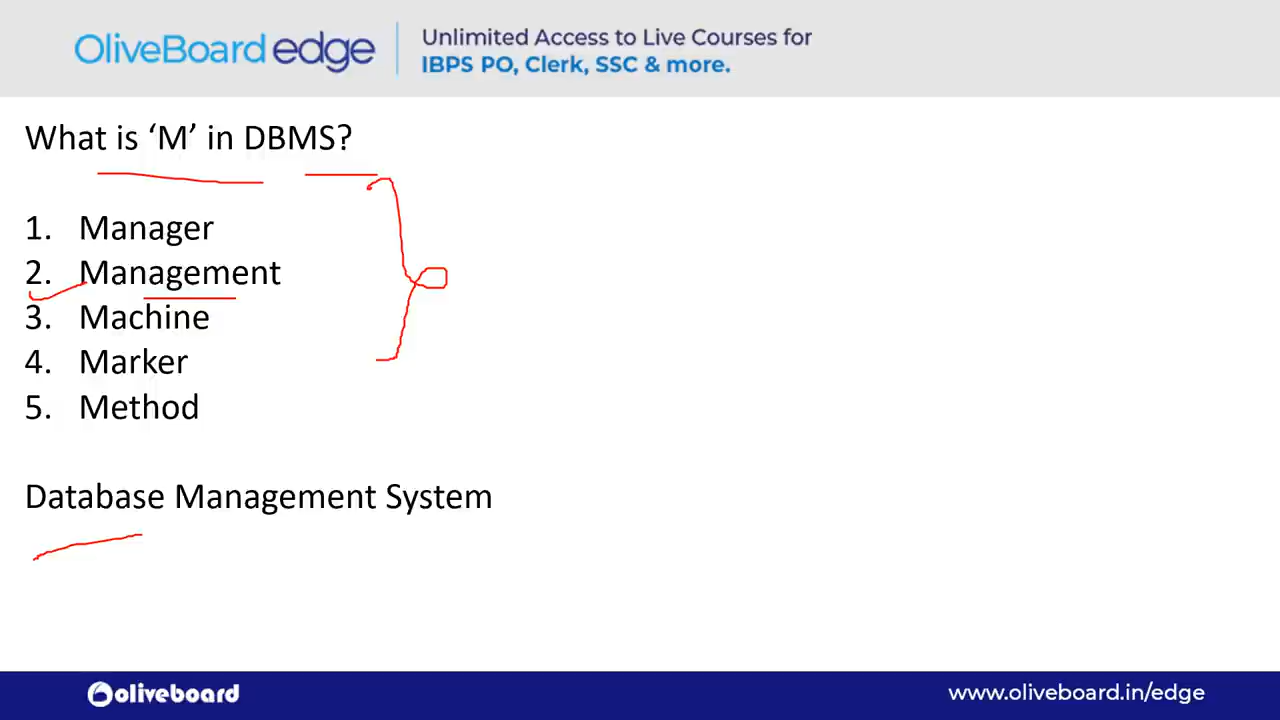 OliveBoard edge
Unlimited Access to Live Courses for
IBPS PO, Clerk, SSC & more.
What is ‘M’ in DBMS?
1. Manager
2. Management
3. Machine
4. Marker
5. Method
Database Management System
oliveboard
www.oliveboard.in/edge